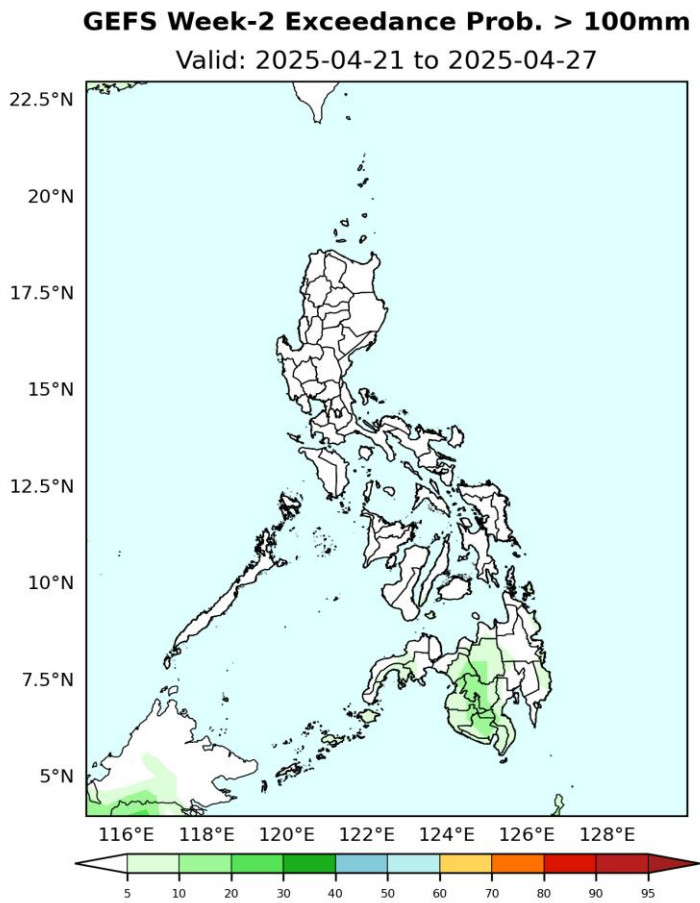 GEFS Week-2 Exceedance Prob. > 100mm
Valid: 2025-04-21 to 2025-04-27
22.5°N
20°N
17.5°N
15°N
12.5°N
10°N
7.5°N
5°N
116°E 118°E 120°E 122°E 124°E 126°E 128°E
5 10 20 30 40 50 60 70 80 90 95